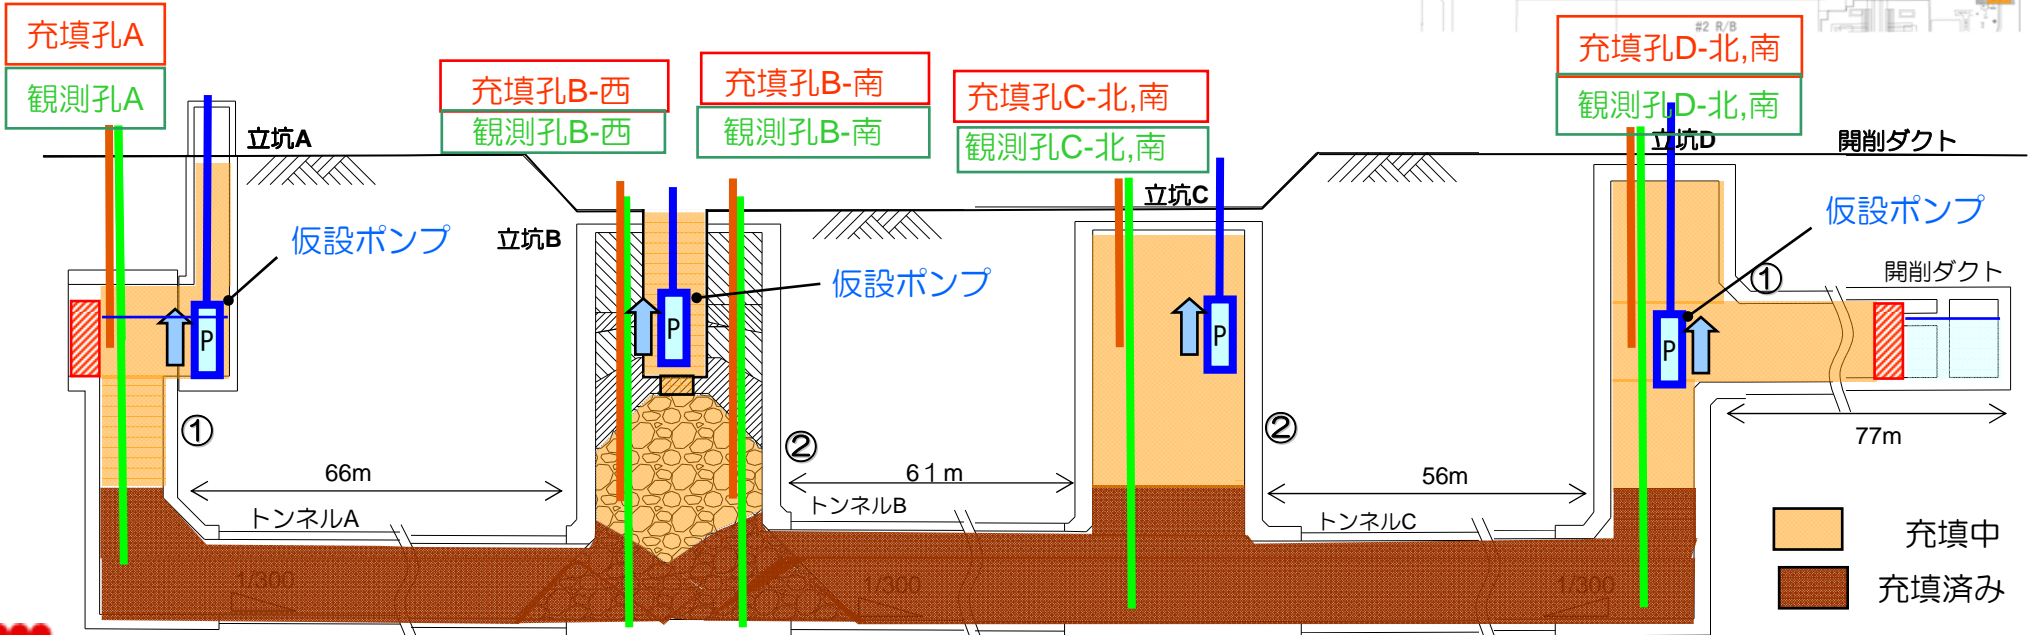 #2 R/B
充填孔A
観測孔A
充填孔B-西
観測孔B-西
充填孔B-南
観測孔B-南
充填孔C-北,南
観測孔C-北,南
充填孔D-北,南
観測孔D-北,南
立坑A
立坑B
立坑C
立坑D
開削ダクト
仮設ポンプ
仮設ポンプ
仮設ポンプ
開削ダクト
P
P
P
P
①
②
②
①
66m
61m
56m
77m
トンネルA
トンネルB
トンネルC
1/300
1/300
1/300
充填中
充填済み